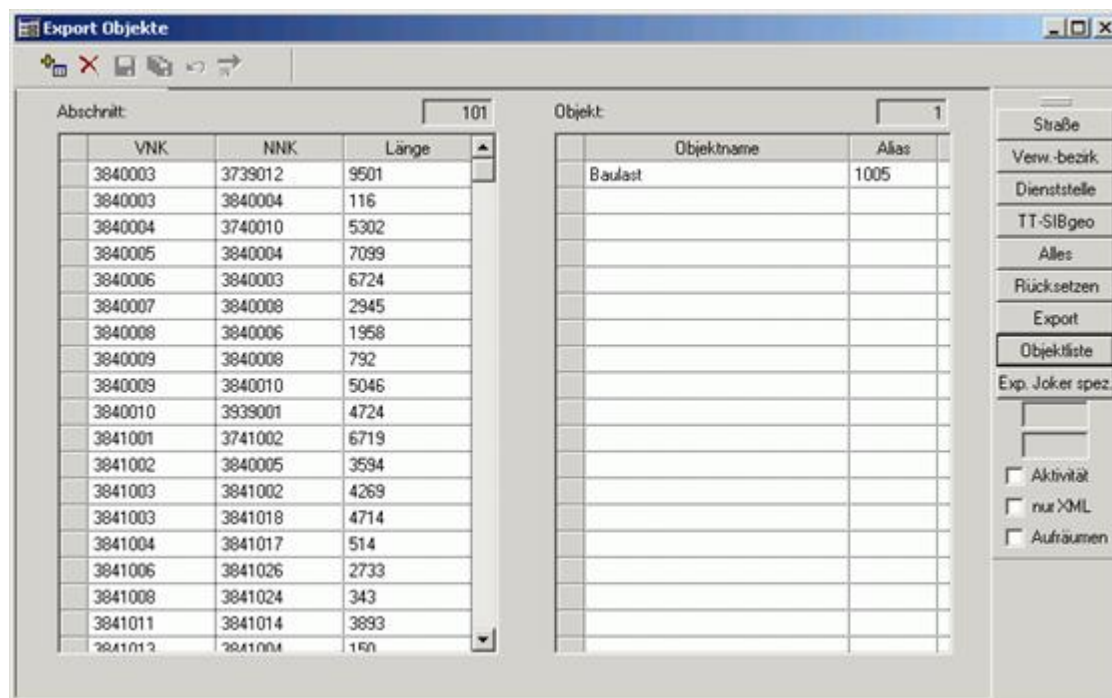 Export Objekte
Abschnitt: 101
VNK NNK Länge
3840003 3739012 9501
3840003 3840004 116
3840004 3740010 5302
3840005 3840004 7099
3840006 3840003 6724
3840007 3840008 2945
3840008 3840006 1958
3840009 3840008 792
3840009 3840010 5046
3840010 3939001 4724
3841001 3741002 6719
3841002 3840005 3594
3841003 3841002 4269
3841003 3841018 4714
3841004 3841017 514
3841006 3841026 2733
3841008 3841024 343
3841011 3841014 3893
3841013 3841004 150
Objekt: 1
Objektname Alias
Baulast 1005
Straße
Verw.-bezirk
Dienststelle
TT-SIBgeo
Alles
Rücksetzen
Export
Objektliste
Exp. Joker spez.
Aktivität
nur XML
Aufräumen